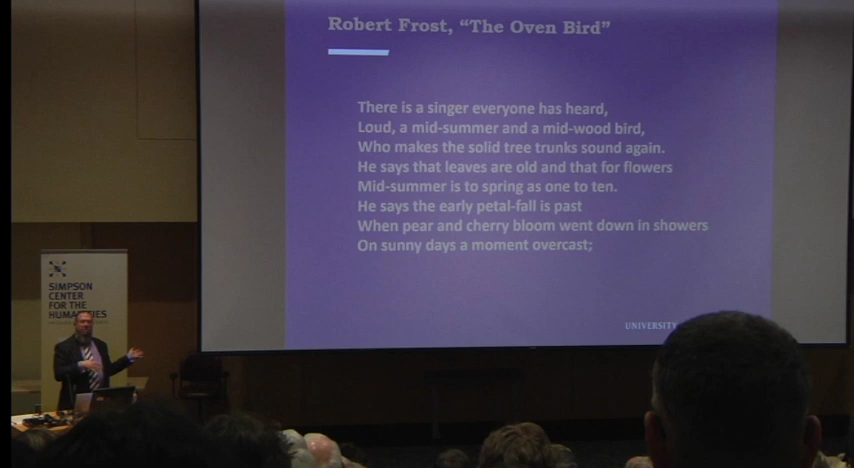 Robert Frost, “The Oven Bird”
There is a singer everyone has heard,
Loud, a mid-summer and a mid-wood bird,
Who makes the solid tree trunks sound again.
He says that leaves are old and that for flowers
Mid-summer is to spring as one to ten.
He says the early petal-fall is past
When pear and cherry bloom went down in showers
On sunny days a moment overcast;
UNIVERSITY
SIMPSON
CENTER
FOR THE
HUMANITIES